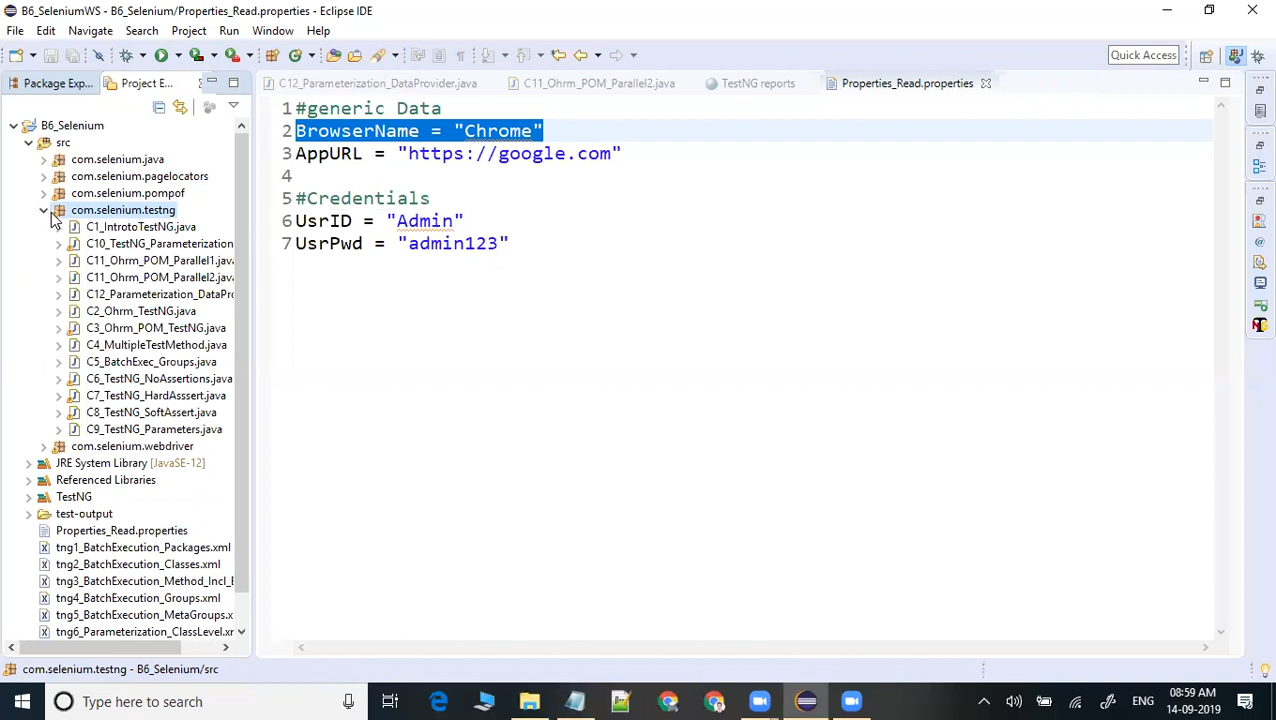 B6_SeleniumWS - B6_Selenium/Properties_Read.properties - Eclipse IDE
File Edit Navigate Search Project Run Window Help
Quick Access
Package Exp... Project E...
C12_Parameterization_DataProvider.java C11_Ohrm_POM_Parallel2.java TestNG reports Properties_Read.properties
B6_Selenium
src
com.selenium.java
com.selenium.pagelocators
com.selenium.pompof
com.selenium.testng
C1_IntrotoTestNG.java
C10_TestNG_Parameterization
C11_Ohrm_POM_Parallel1.java
C11_Ohrm_POM_Parallel2.java
C12_Parameterization_DataPro
C2_Ohrm_TestNG.java
C3_Ohrm_POM_TestNG.java
C4_MultipleTestMethod.java
C5_BatchExec_Groups.java
C6_TestNG_NoAssertions.java
C7_TestNG_HardAsssert.java
C8_TestNG_SoftAssert.java
C9_TestNG_Parameters.java
com.selenium.webdriver
JRE System Library [JavaSE-12]
Referenced Libraries
TestNG
test-output
Properties_Read.properties
tng1_BatchExecution_Packages.xml
tng2_BatchExecution_Classes.xml
tng3_BatchExecution_Method_Incl_E
tng4_BatchExecution_Groups.xml
tng5_BatchExecution_MetaGroups.x
tng6_Parameterization_ClassLevel.xr
1 #generic Data
2 BrowserName = "Chrome"
3 AppURL = "https://google.com"
4
5 #Credentials
6 UsrID = "Admin"
7 UsrPwd = "admin123"
com.selenium.testng - B6_Selenium/src
Type here to search
ENG
08:59 AM
14-09-2019